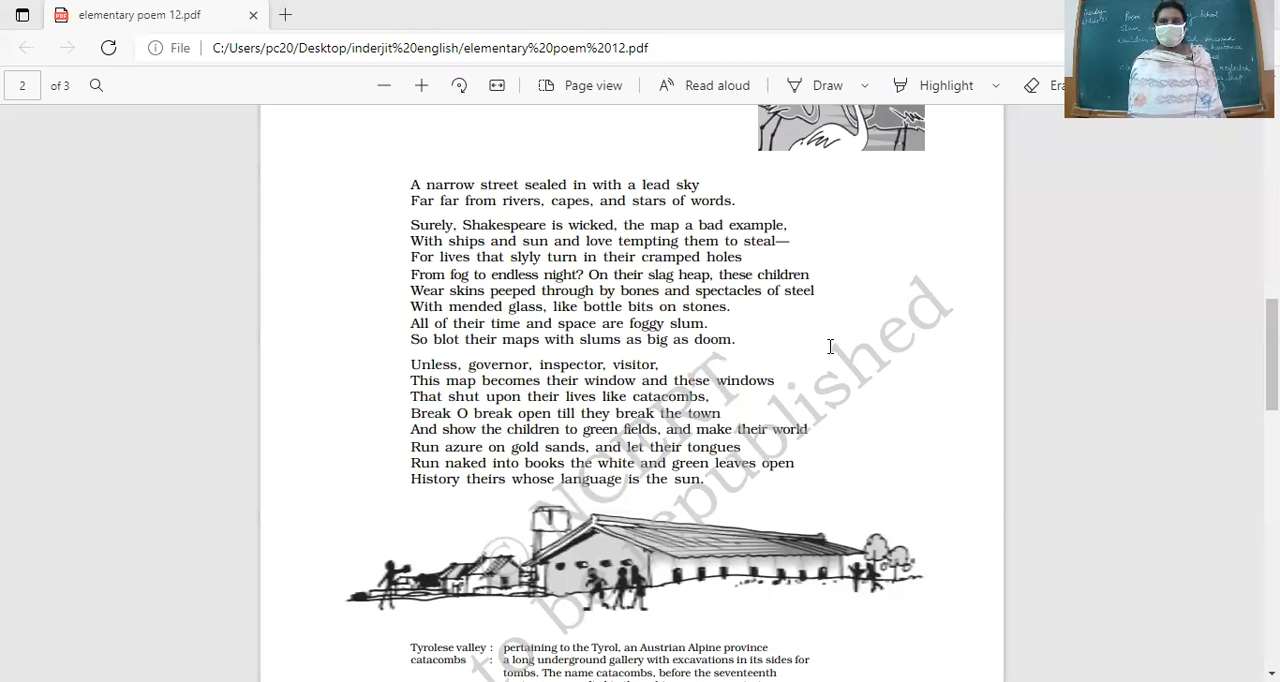 elementary poem 12.pdf
File C:/Users/pc20/Desktop/inderjit%20english/elementary%20poem%2012.pdf
2 of 3 Page view Read aloud Draw Highlight
Poem School
Slum
A narrow street sealed in with a lead sky
Far far from rivers, capes, and stars of words.
Surely, Shakespeare is wicked, the map a bad example,
With ships and sun and love tempting them to steal—
For lives that slyly turn in their cramped holes
From fog to endless night? On their slag heap, these children
Wear skins peeped through by bones and spectacles of steel
With mended glass, like bottle bits on stones.
All of their time and space are foggy slum.
So blot their maps with slums as big as doom.
Unless, governor, inspector, visitor,
This map becomes their window and these windows
That shut upon their lives like catacombs,
Break O break open till they break the town
And show the children to green fields, and make their world
Run azure on gold sands, and let their tongues
Run naked into books the white and green leaves open
History theirs whose language is the sun.
© NCERT
to be republished
Tyrolese valley : pertaining to the Tyrol, an Austrian Alpine province
catacombs : a long underground gallery with excavations in its sides for
tombs. The name catacombs, before the seventeenth